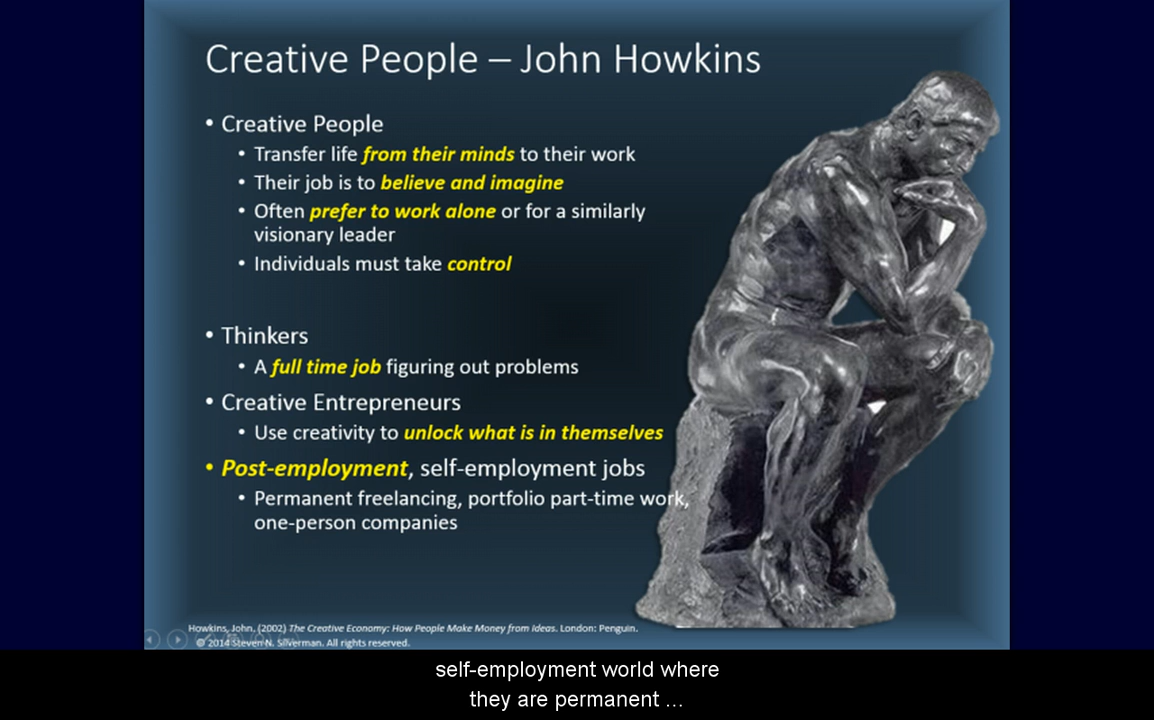 Creative People – John Howkins
• Creative People
• Transfer life from their minds to their work
• Their job is to believe and imagine
• Often prefer to work alone or for a similarly
visionary leader
• Individuals must take control
• Thinkers
• A full time job figuring out problems
• Creative Entrepreneurs
• Use creativity to unlock what is in themselves
• Post-employment, self-employment jobs
• Permanent freelancing, portfolio part-time work,
one-person companies
Howkins, John. (2002) The Creative Economy: How People Make Money from Ideas. London: Penguin.
© 2014 Steven N. Silverman. All rights reserved.
self-employment world where
they are permanent ...